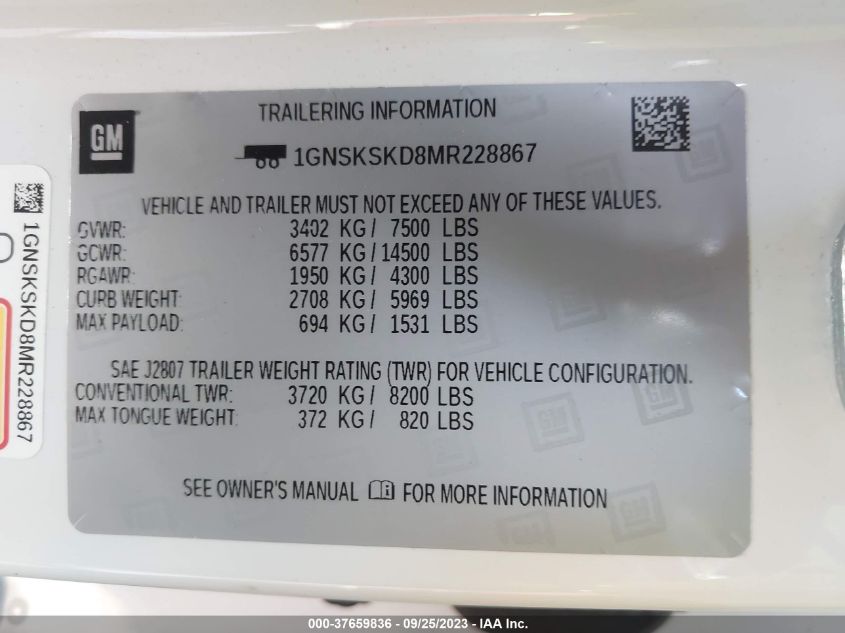 TRAILERING INFORMATION
GM
1GNSKSKD8MR228867
VEHICLE AND TRAILER MUST NOT EXCEED ANY OF THESE VALUES.
GVWR: 3402 KG/ 7500 LBS
GCWR: 6577 KG/14500 LBS
RGAWR: 1950 KG/ 4300 LBS
CURB WEIGHT: 2708 KG/ 5969 LBS
MAX PAYLOAD: 694 KG/ 1531 LBS
SAE J2807 TRAILER WEIGHT RATING (TWR) FOR VEHICLE CONFIGURATION.
CONVENTIONAL TWR: 3720 KG/ 8200 LBS
MAX TONGUE WEIGHT: 372 KG/ 820 LBS
SEE OWNER'S MANUAL FOR MORE INFORMATION
1GNSKSKD8MR228867
000-37659836 - 09/25/2023 - IAA Inc.